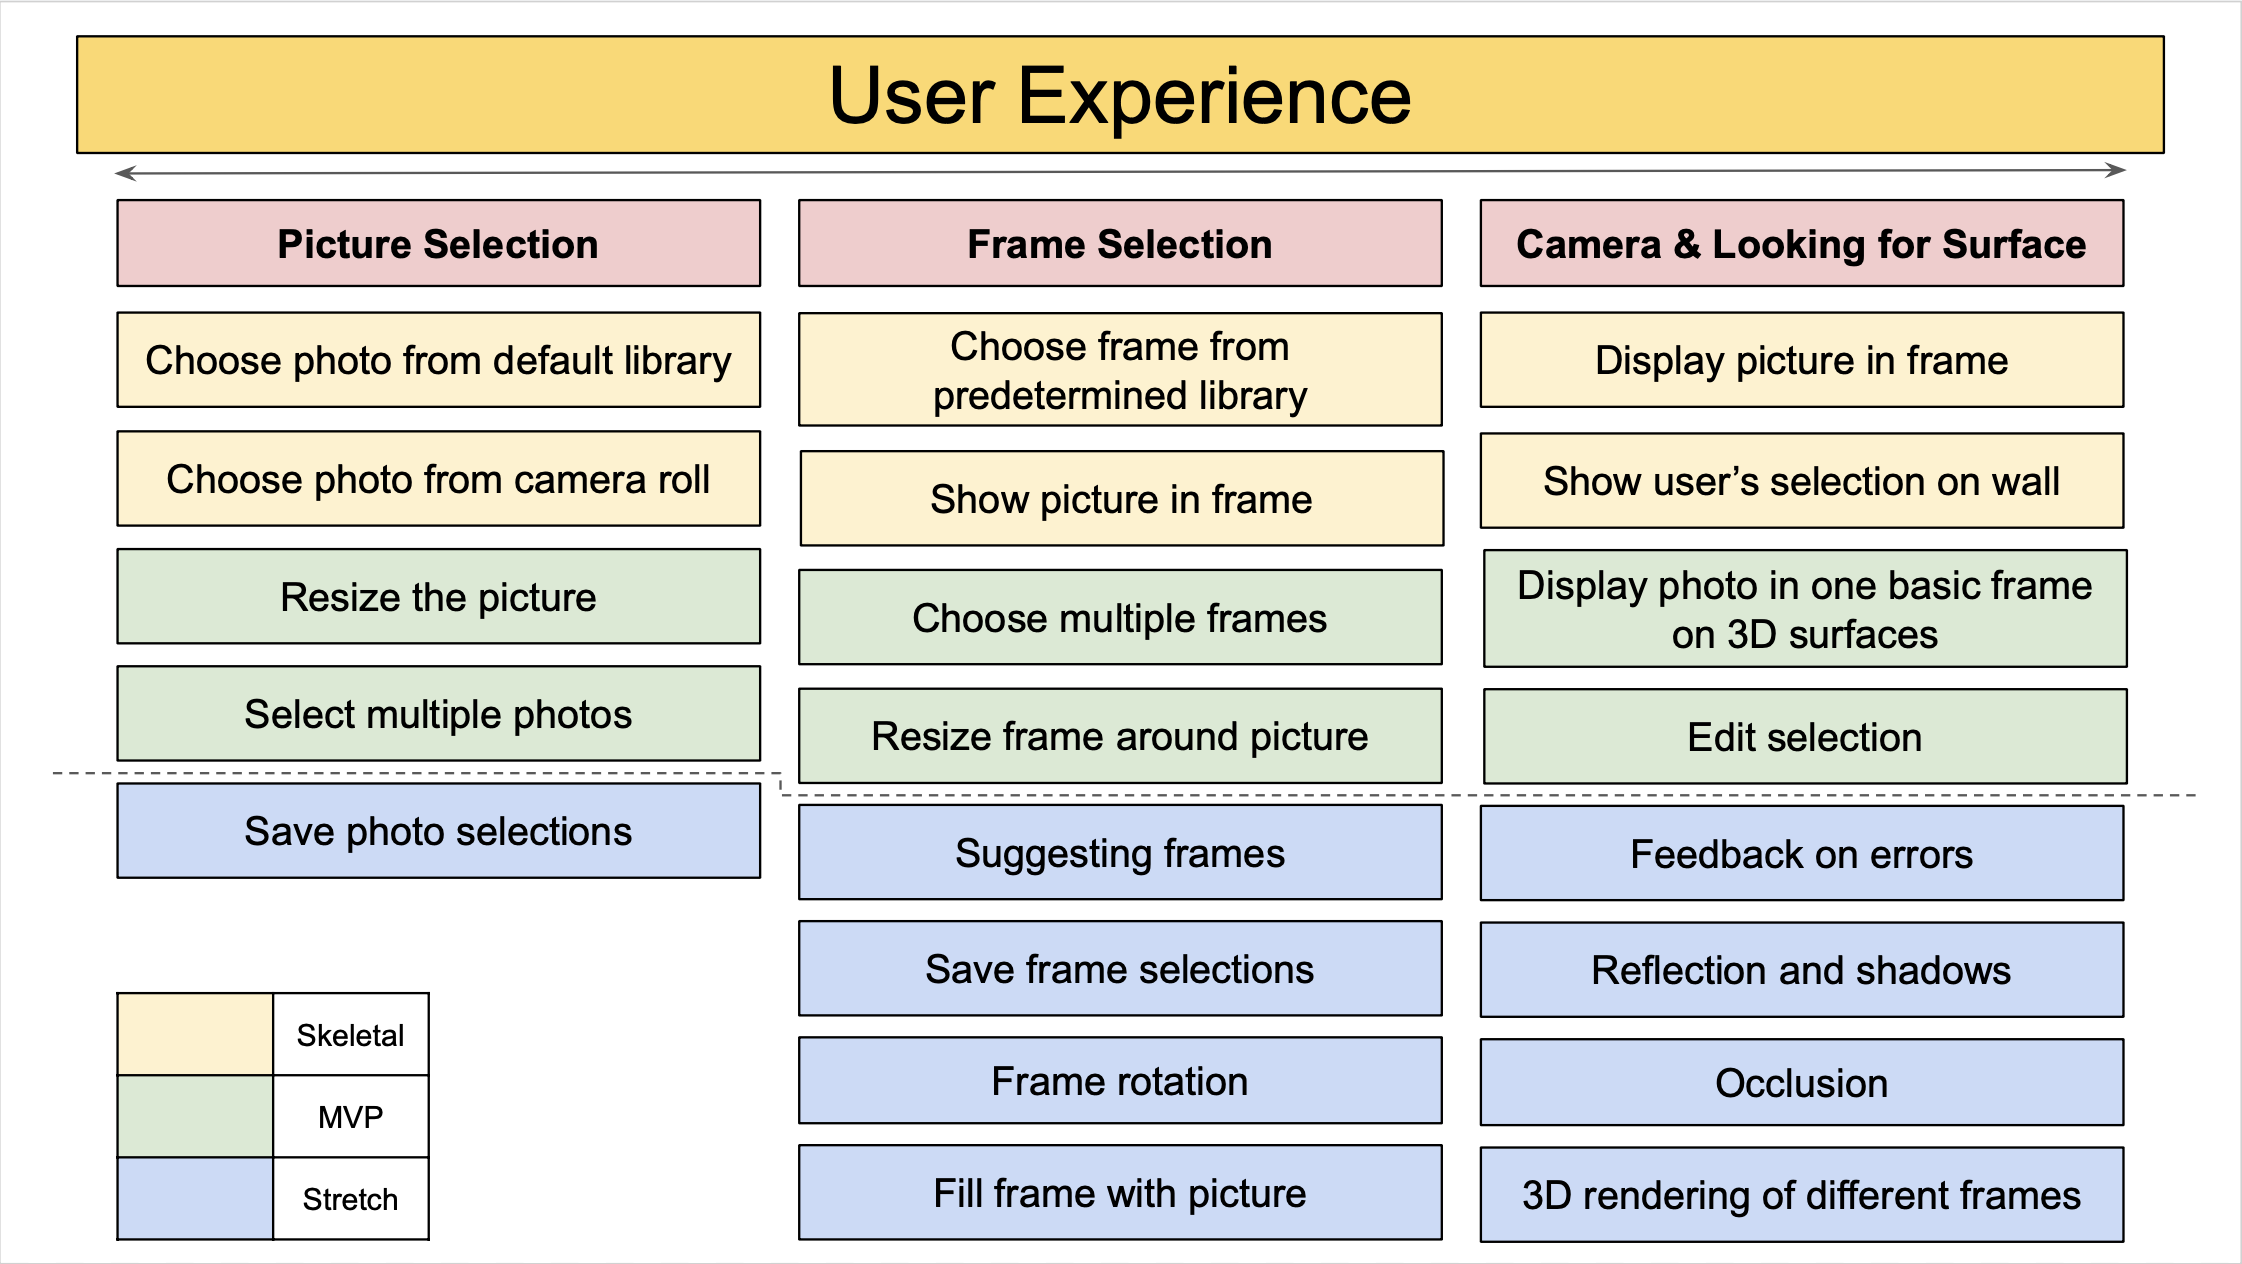 User Experience
Picture Selection
Choose photo from default library
Choose photo from camera roll
Resize the picture
Select multiple photos
Save photo selections
Frame Selection
Choose frame from
predetermined library
Show picture in frame
Choose multiple frames
Resize frame around picture
Suggesting frames
Save frame selections
Frame rotation
Fill frame with picture
Camera & Looking for Surface
Display picture in frame
Show user’s selection on wall
Display photo in one basic frame
on 3D surfaces
Edit selection
Feedback on errors
Reflection and shadows
Occlusion
3D rendering of different frames
Skeletal
MVP
Stretch